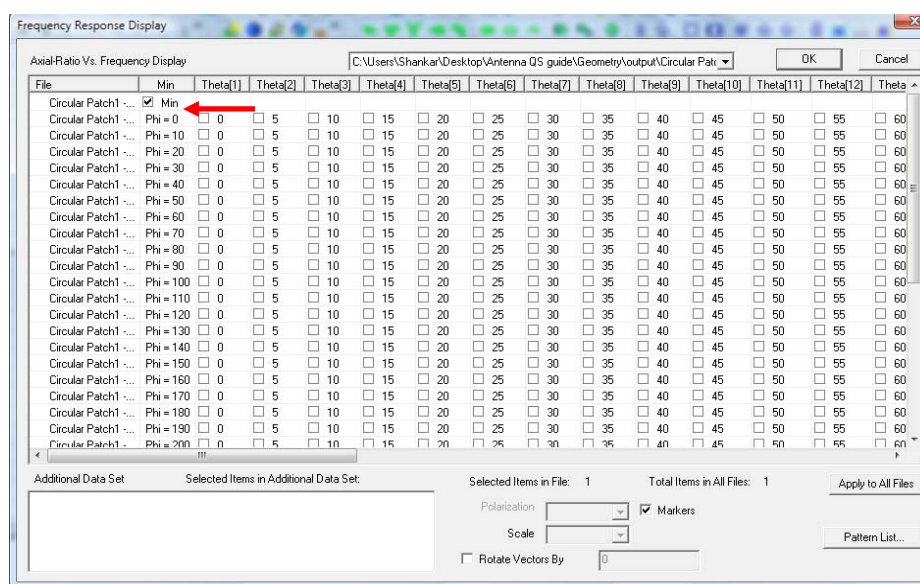 Frequency Response Display
Axial-Ratio Vs. Frequency Display C:\Users\Shankar\Desktop\Antenna QS guide\Geometry\output\Circular Patc OK Cancel
File Min Theta[1] Theta[2] Theta[3] Theta[4] Theta[5] Theta[6] Theta[7] Theta[8] Theta[9] Theta[10] Theta[11] Theta[12] Theta
Circular Patch1 -... Min
Circular Patch1 -... Phi = 0 0 5 10 15 20 25 30 35 40 45 50 55 60
Circular Patch1 -... Phi = 10 0 5 10 15 20 25 30 35 40 45 50 55 60
Circular Patch1 -... Phi = 20 0 5 10 15 20 25 30 35 40 45 50 55 60
Circular Patch1 -... Phi = 30 0 5 10 15 20 25 30 35 40 45 50 55 60
Circular Patch1 -... Phi = 40 0 5 10 15 20 25 30 35 40 45 50 55 60
Circular Patch1 -... Phi = 50 0 5 10 15 20 25 30 35 40 45 50 55 60
Circular Patch1 -... Phi = 60 0 5 10 15 20 25 30 35 40 45 50 55 60
Circular Patch1 -... Phi = 70 0 5 10 15 20 25 30 35 40 45 50 55 60
Circular Patch1 -... Phi = 80 0 5 10 15 20 25 30 35 40 45 50 55 60
Circular Patch1 -... Phi = 90 0 5 10 15 20 25 30 35 40 45 50 55 60
Circular Patch1 -... Phi = 100 0 5 10 15 20 25 30 35 40 45 50 55 60
Circular Patch1 -... Phi = 110 0 5 10 15 20 25 30 35 40 45 50 55 60
Circular Patch1 -... Phi = 120 0 5 10 15 20 25 30 35 40 45 50 55 60
Circular Patch1 -... Phi = 130 0 5 10 15 20 25 30 35 40 45 50 55 60
Circular Patch1 -... Phi = 140 0 5 10 15 20 25 30 35 40 45 50 55 60
Circular Patch1 -... Phi = 150 0 5 10 15 20 25 30 35 40 45 50 55 60
Circular Patch1 -... Phi = 160 0 5 10 15 20 25 30 35 40 45 50 55 60
Circular Patch1 -... Phi = 170 0 5 10 15 20 25 30 35 40 45 50 55 60
Circular Patch1 -... Phi = 180 0 5 10 15 20 25 30 35 40 45 50 55 60
Circular Patch1 -... Phi = 190 0 5 10 15 20 25 30 35 40 45 50 55 60
Circular Patch1 -... Phi = 200 0 5 10 15 20 25 30 35 40 45 50 55 60
Additional Data Set Selected Items in Additional Data Set: Selected Items in File: 1 Total Items in All Files: 1 Apply to All Files
Polarization Markers
Scale Pattern List...
Rotate Vectors By 0